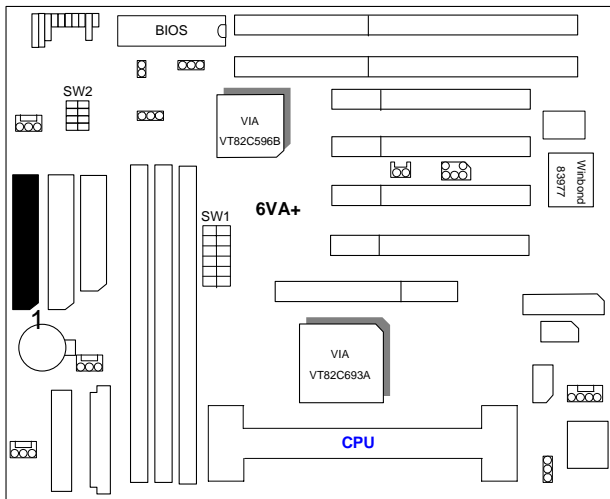 BIOS
SW2
VIA
VT82C596B
Winbond
83977
6VA+
SW1
1
VIA
VT82C693A
CPU